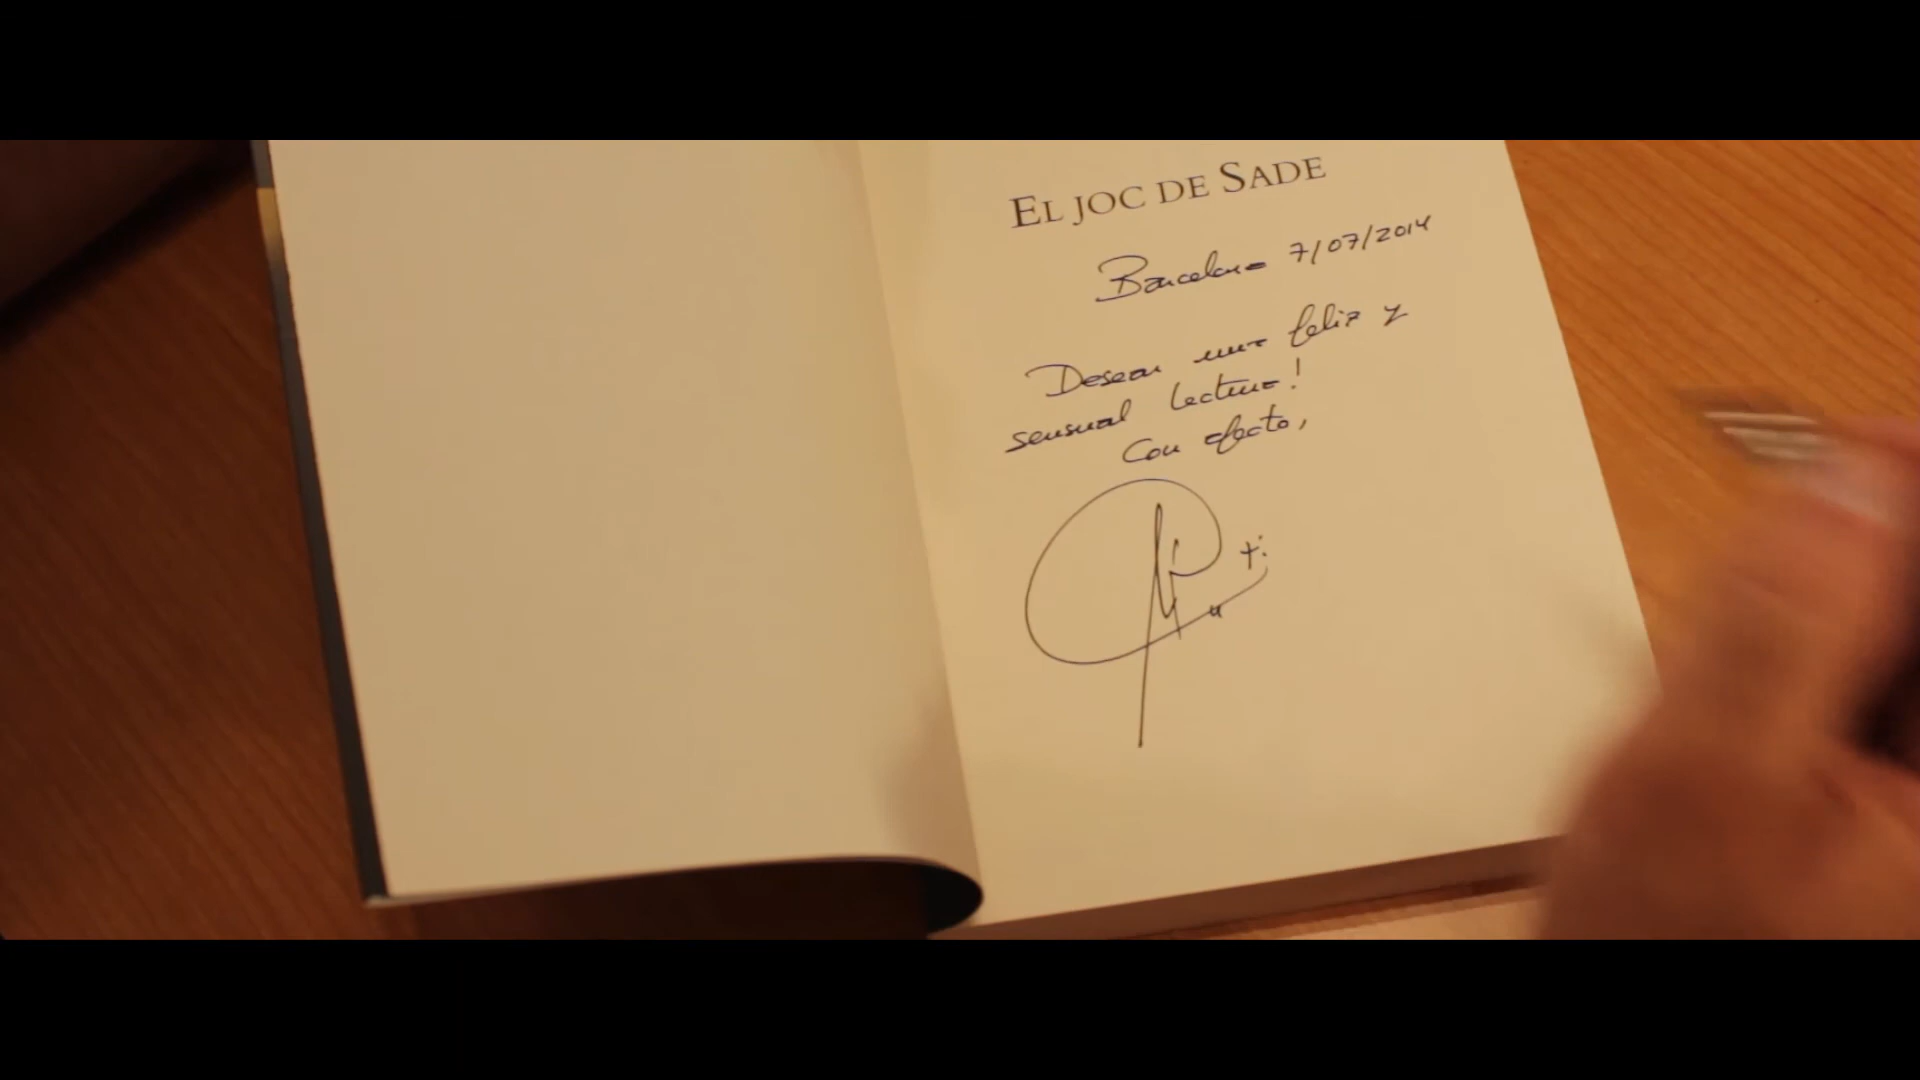 EL JOC DE SADE
Barcelona 7/07/2014
Desear una feliz y
sensual lectura!
Con afecto,